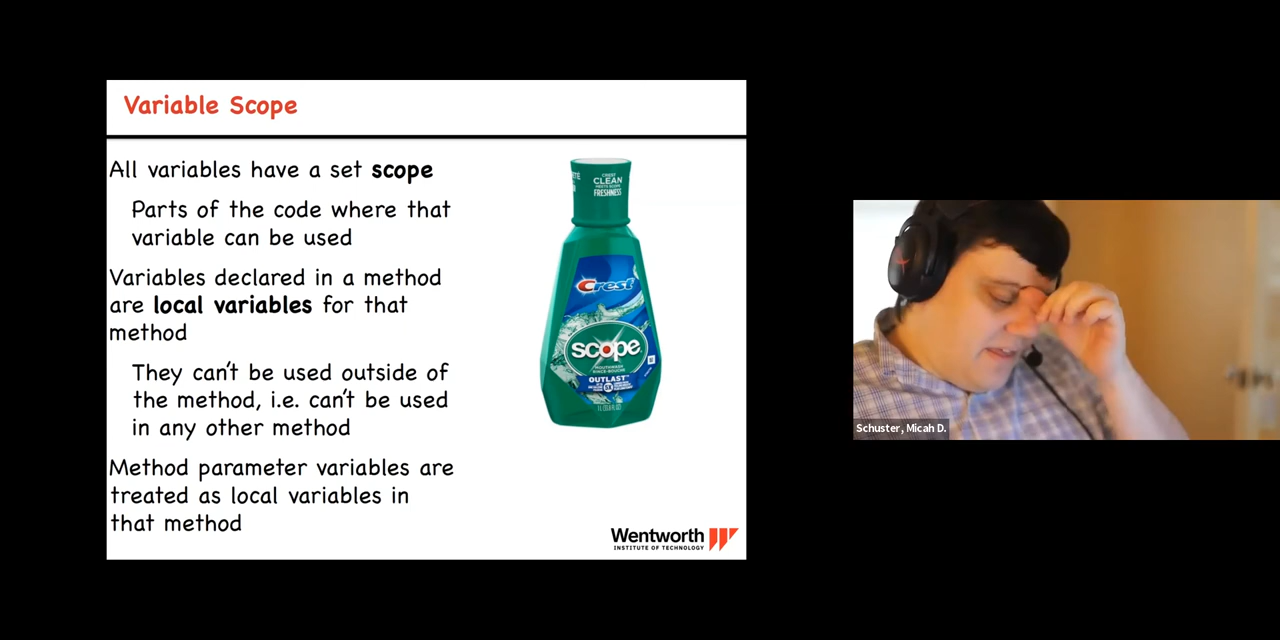 Variable Scope
All variables have a set scope
Parts of the code where that
variable can be used
Variables declared in a method
are local variables for that
method
They can't be used outside of
the method, i.e. can't be used
in any other method
Method parameter variables are
treated as local variables in
that method
CLEAN
FRESHNESS
Crest
scope
OUTLAST
Wentworth
INSTITUTE OF TECHNOLOGY
Schuster, Micah D.